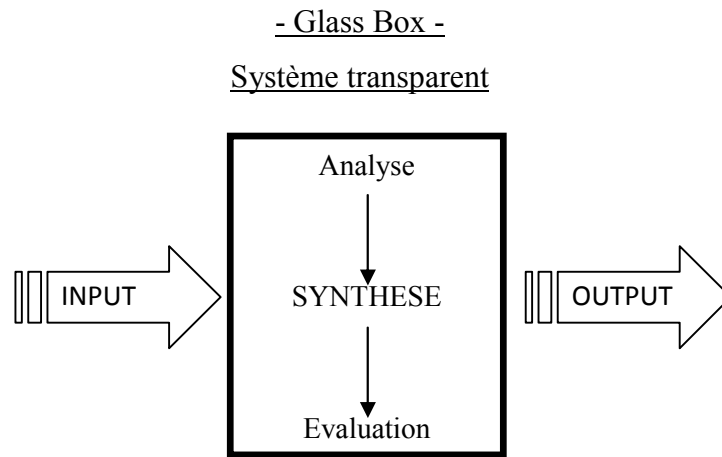 - Glass Box -
Système transparent
Analyse
INPUT
SYNTHESE
OUTPUT
Evaluation